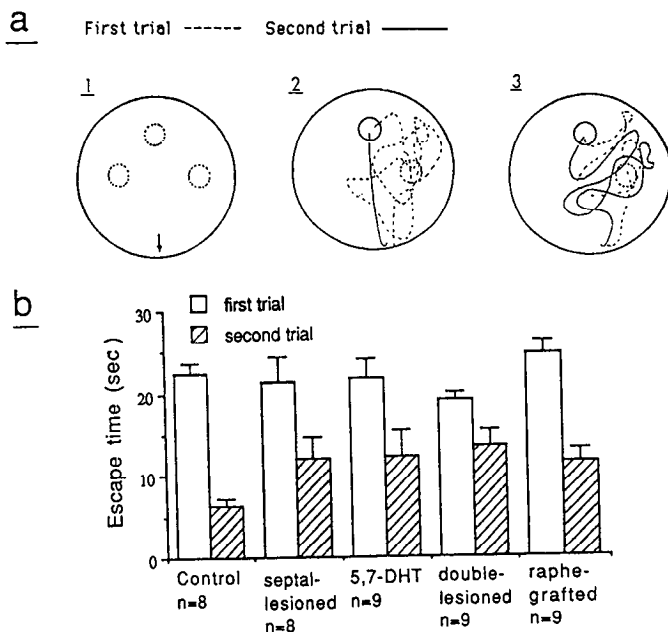 a
First trial Second trial
1 2 3
b
30
20
10
0
Escape time (sec)
first trial
second trial
Control septal- 5,7-DHT double- raphe-
n=8 lesioned n=9 lesioned grafted
n=8 n=9 n=9